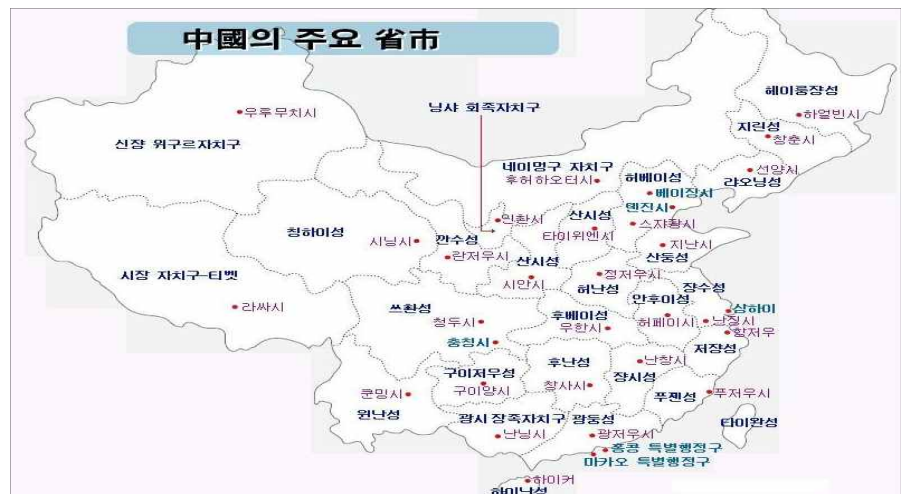 中國의 주요 省市
헤이룽쟝성
하얼빈시
우루무치시
닝샤 회족자치구
지린성
창춘시
신쟝 위구르자치구
네이멍구 자치구
후허하오터시
허베이성
선양시
랴오닝성
베이징시
톈진시
인촨시
산시성
스쟈좡시
칭하이성
시닝시
깐수성
타이위엔시
지난시
란저우시
산시성
산둥성
시장 자치구-티벳
시안시
정저우시
허난성
쟝수성
안후이성
라싸시
쓰촨성
샹하이
청두시
후베이성
우한시
허페이시
난징시
항저우
충칭시
저쟝성
후난성
난창시
구이저우성
구이양시
창사시
쟝시성
쿤밍시
푸젠성
푸저우시
윈난성
광시 장족자치구
광둥성
타이완성
난닝시
광저우시
홍콩 특별행정구
마카오 특별행정구
하이커
하이난성